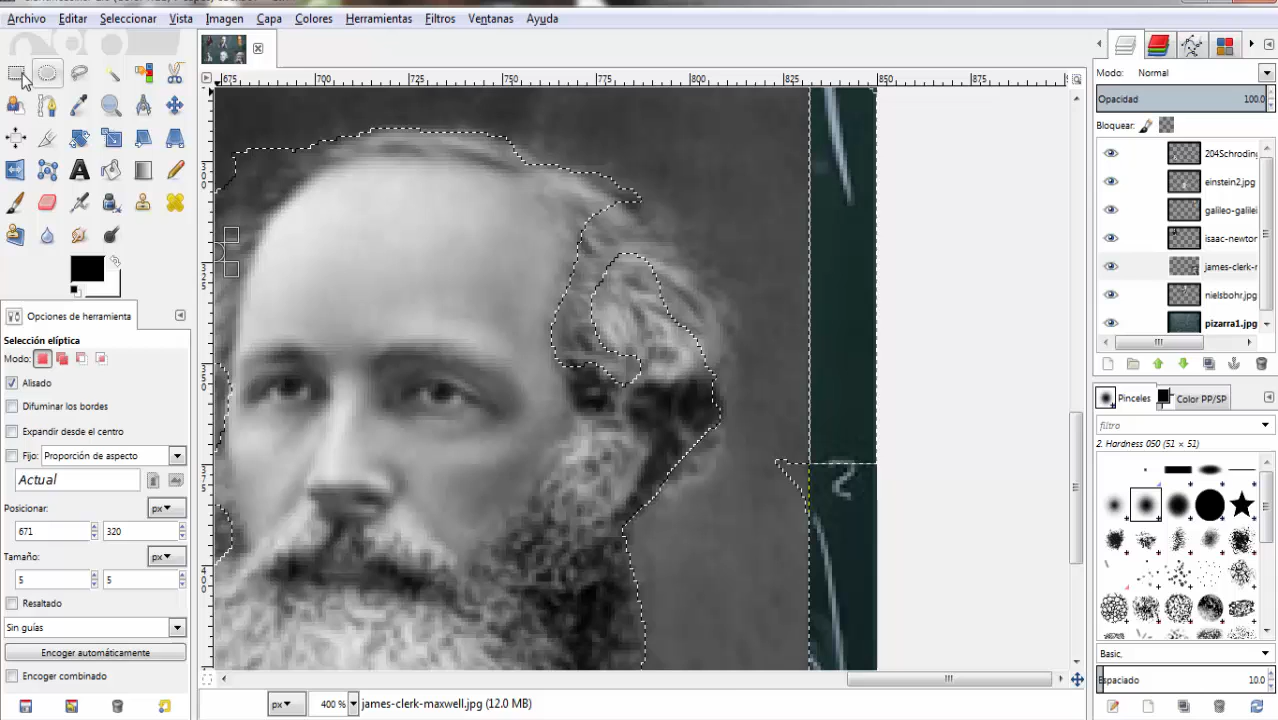 Archivo Editar Seleccionar Vista Imagen Capa Colores Herramientas Filtros Ventanas Ayuda
675 700 725 750 775 800 825 850 875
Modo: Normal
Opacidad 100.0
Bloquear:
204Schroding
einstein2.jpg
galileo-galilei
isaac-newton
james-clerk-r
nielsbohr.jpg
pizarra1.jpg
Opciones de herramienta
Selección elíptica
Modo:
Alisado
Difuminar los bordes
Expandir desde el centro
Fijo: Proporción de aspecto
Actual
Posicionar: px
671 320
Tamaño: px
5 5
Resaltado
Sin guías
Encoger automáticamente
Encoger combinado
2
Pinceles Color PP/SP
filtro
2. Hardness 050 (51 × 51)
Basic,
Espaciado 10.0
px 400 % james-clerk-maxwell.jpg (12.0 MB)